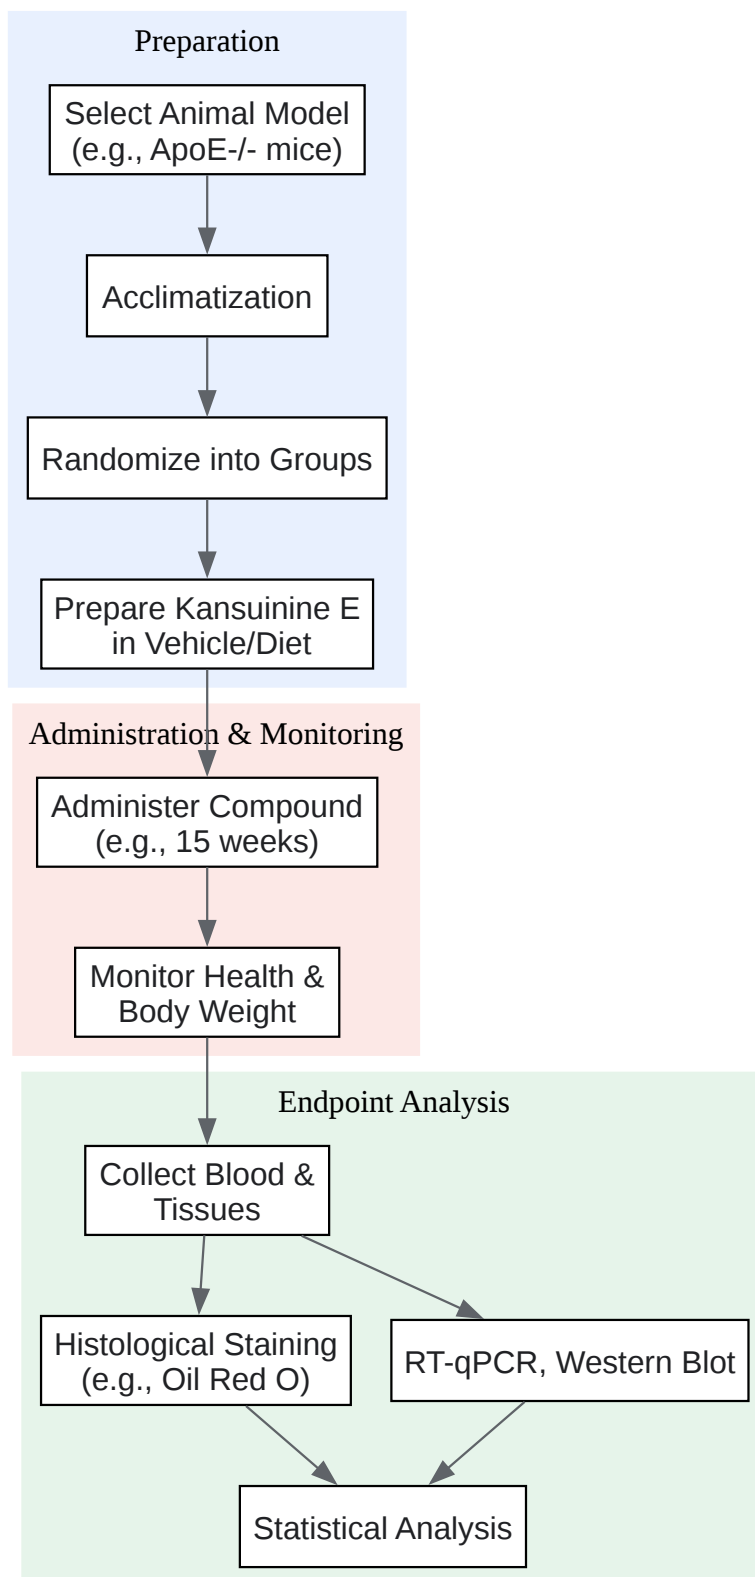 Preparation
Select Animal Model
(e.g., ApoE-/- mice)
Acclimatization
Randomize into Groups
Prepare Kansuinine E
in Vehicle/Diet
Administration & Monitoring
Administer Compound
(e.g., 15 weeks)
Monitor Health &
Body Weight
Endpoint Analysis
Collect Blood &
Tissues
Histological Staining
(e.g., Oil Red O)
RT-qPCR, Western Blot
Statistical Analysis